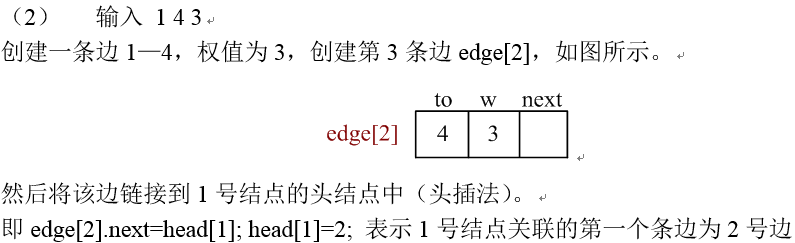 （2） 输入 1 4 3
创建一条边 1—4，权值为 3，创建第 3 条边 edge[2]，如图所示。
to w next
edge[2] 4 3
然后将该边链接到 1 号结点的头结点中（头插法）。
即 edge[2].next=head[1]; head[1]=2; 表示 1 号结点关联的第一个条边为 2 号边